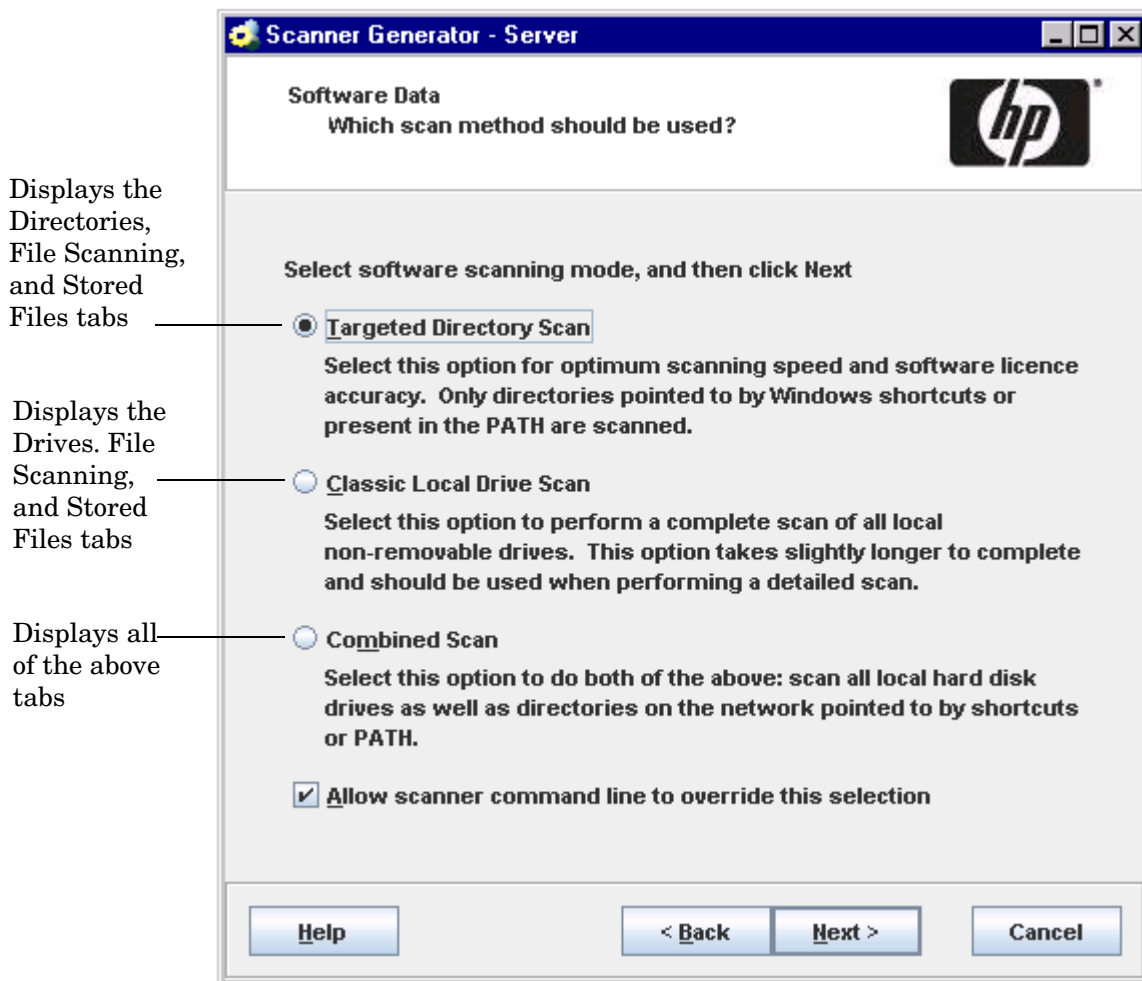 Scanner Generator - Server
Software Data
Which scan method should be used?
hp
Displays the
Directories,
File Scanning,
and Stored
Files tabs
Select software scanning mode, and then click Next
Targeted Directory Scan
Select this option for optimum scanning speed and software licence
accuracy. Only directories pointed to by Windows shortcuts or
present in the PATH are scanned.
Displays the
Drives. File
Scanning,
and Stored
Files tabs
Classic Local Drive Scan
Select this option to perform a complete scan of all local
non-removable drives. This option takes slightly longer to complete
and should be used when performing a detailed scan.
Displays all
of the above
tabs
Combined Scan
Select this option to do both of the above: scan all local hard disk
drives as well as directories on the network pointed to by shortcuts
or PATH.
Allow scanner command line to override this selection
Help
< Back
Next >
Cancel